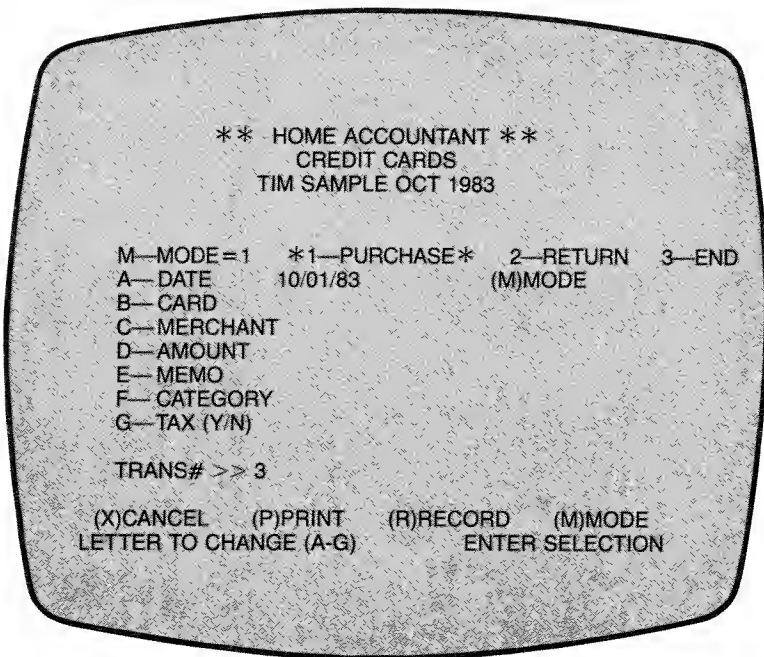 ** HOME ACCOUNTANT **
CREDIT CARDS
TIM SAMPLE OCT 1983
M—MODE=1 *1—PURCHASE* 2—RETURN 3—END
A—DATE 10/01/83 (M)MODE
B—CARD
C—MERCHANT
D—AMOUNT
E—MEMO
F—CATEGORY
G—TAX (Y/N)
TRANS# >> 3
(X)CANCEL (P)PRINT (R)RECORD (M)MODE
LETTER TO CHANGE (A-G) ENTER SELECTION